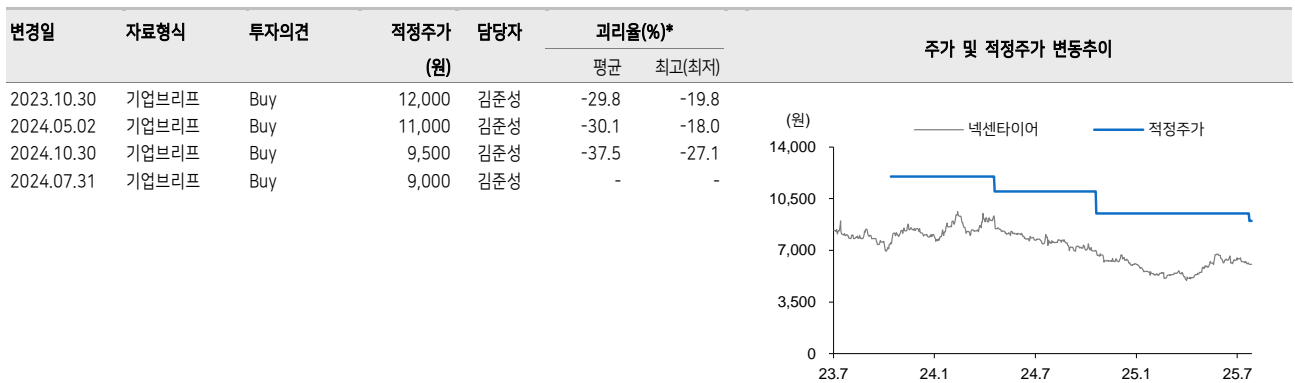 변경일 자료형식 투자의견 적정주가 담당자 괴리율(%)*
(원) 평균 최고(최저)
2023.10.30 기업브리프 Buy 12,000 김준성 -29.8 -19.8
2024.05.02 기업브리프 Buy 11,000 김준성 -30.1 -18.0
2024.10.30 기업브리프 Buy 9,500 김준성 -37.5 -27.1
2024.07.31 기업브리프 Buy 9,000 김준성 - -
주가 및 적정주가 변동추이
(원) 넥센타이어 적정주가
14,000
10,500
7,000
3,500
0
23.7 24.1 24.7 25.1 25.7